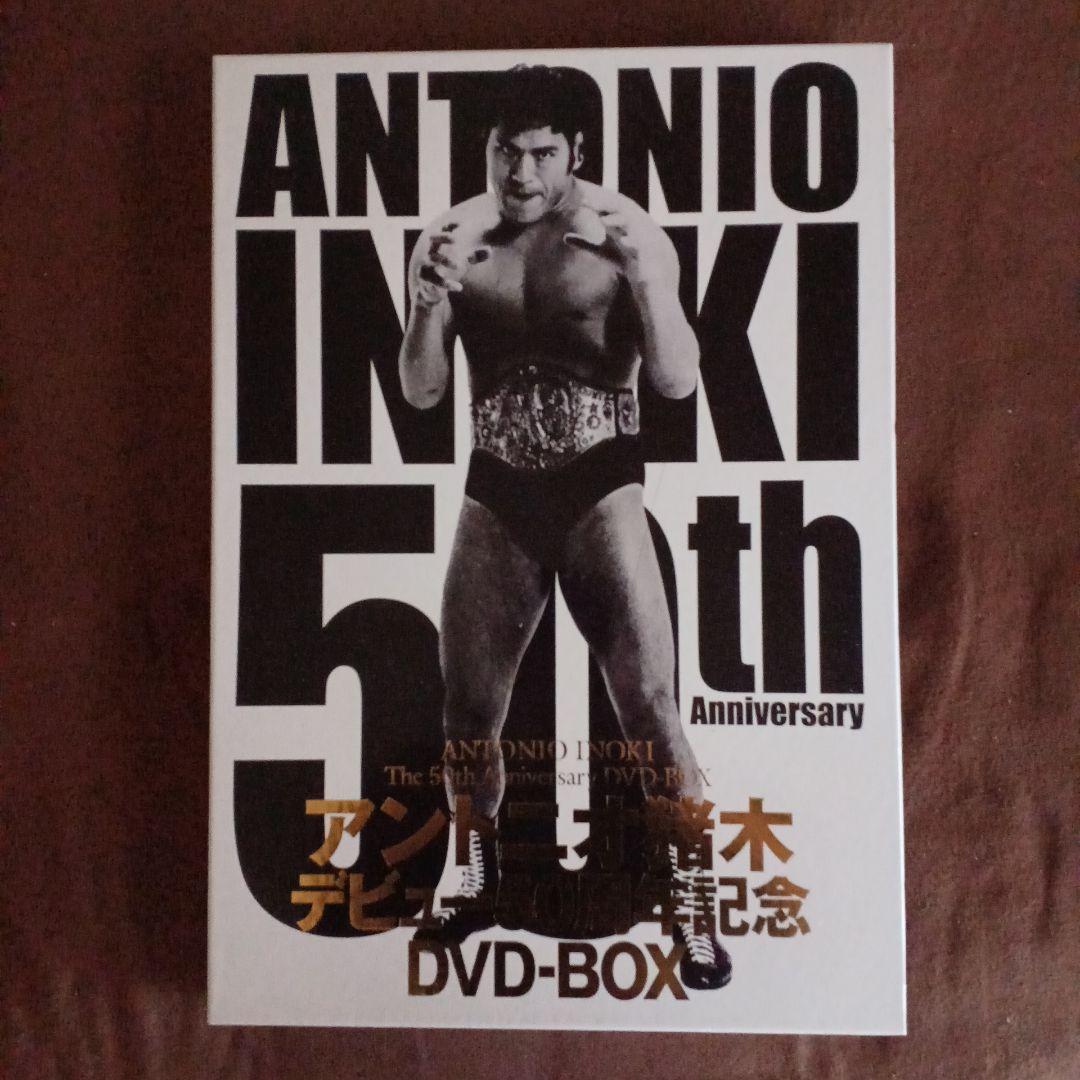 ANTONIO
INOKI
50th
Anniversary
ANTONIO INOKI
The 50th Anniversary DVD-BOX
アントニオ猪木
デビュー50周年記念
DVD-BOX